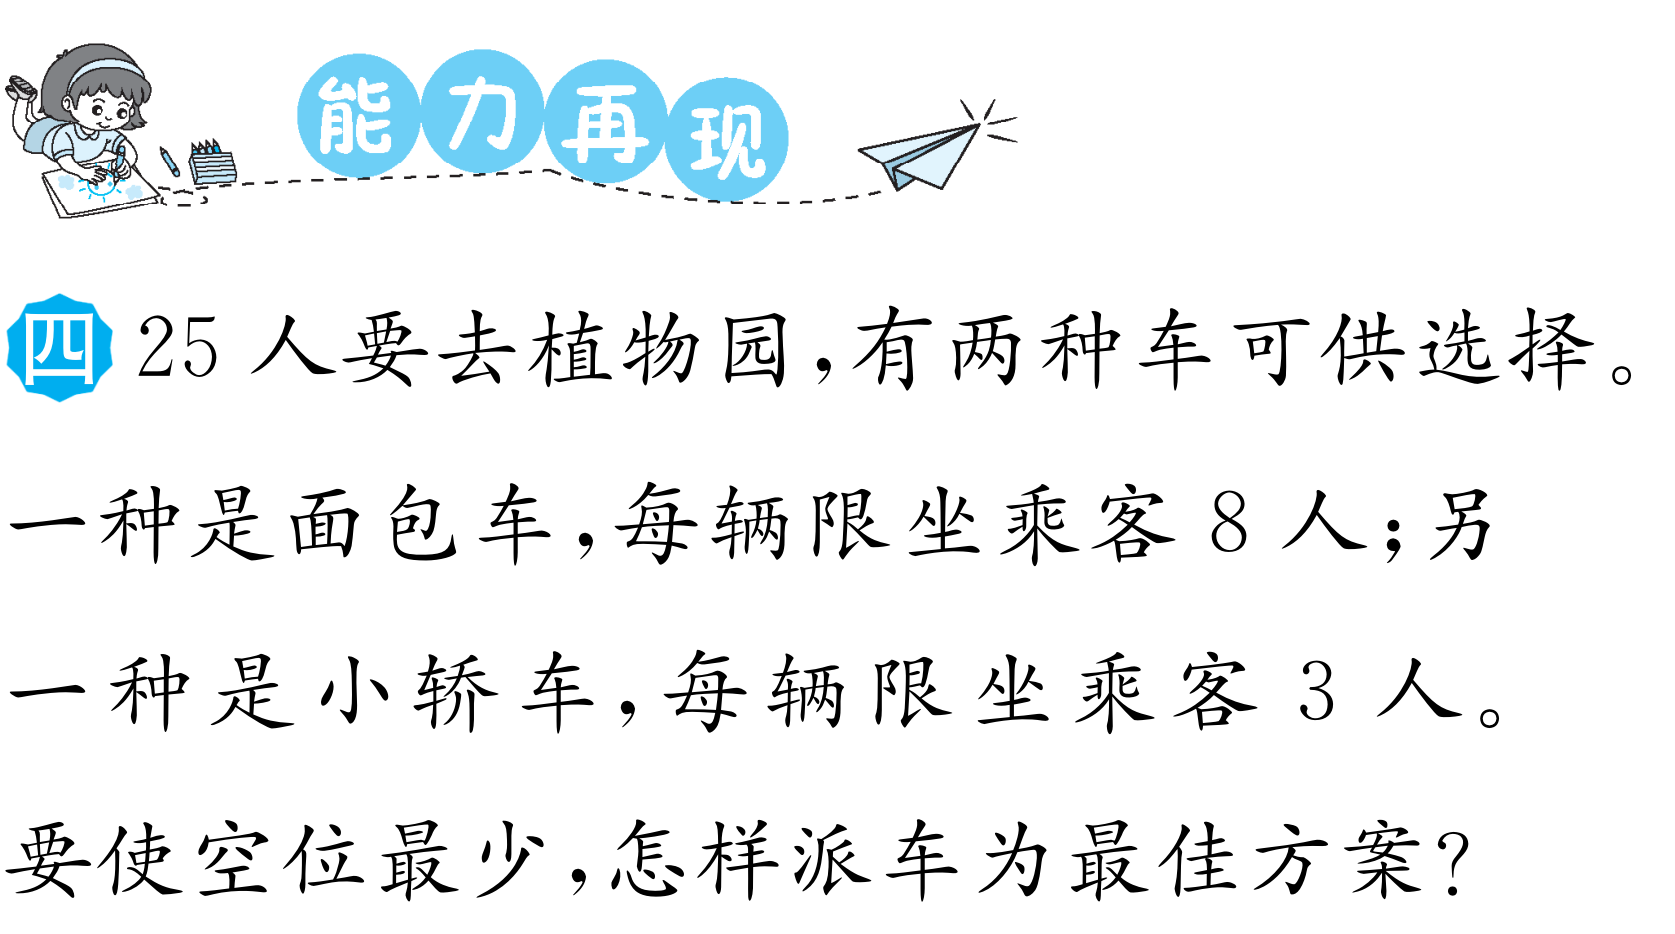 能力再现
四 25人要去植物园,有两种车可供选择。
一种是面包车,每辆限坐乘客8人;另
一种是小轿车,每辆限坐乘客3人。
要使空位最少,怎样派车为最佳方案?